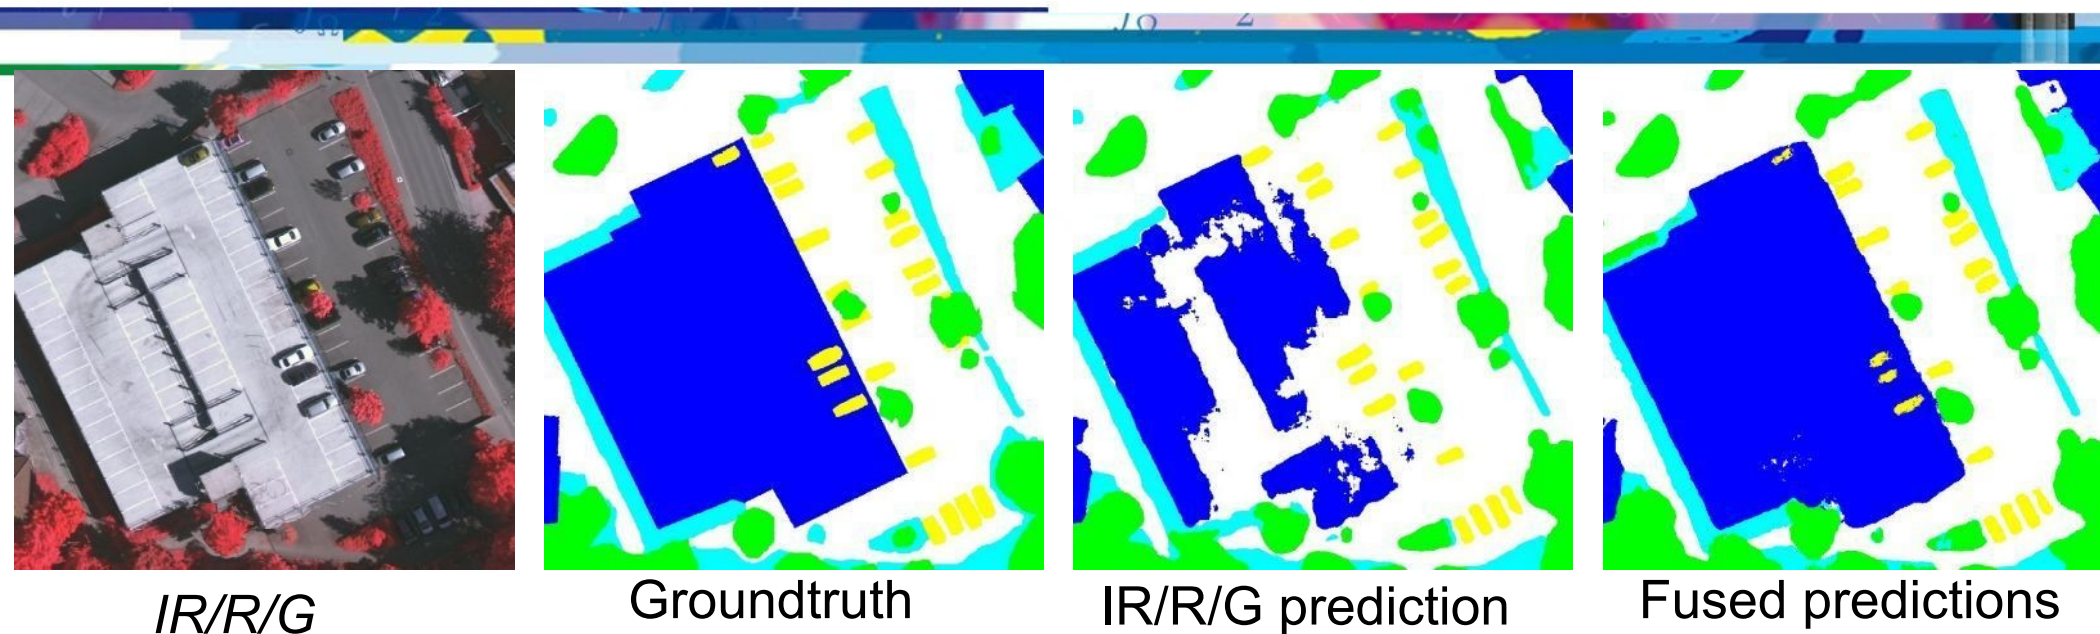 IR/R/G
Groundtruth
IR/R/G prediction
Fused predictions